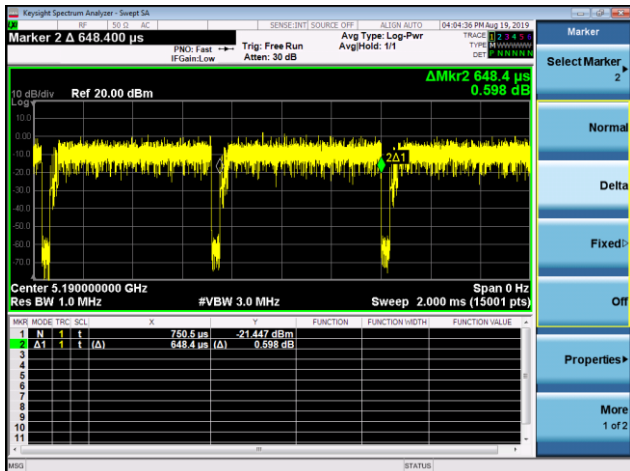 Keysight Spectrum Analyzer - Swept SA
RF 50 Ω AC SENSE:INT SOURCE OFF ALIGN AUTO 04:04:36 PM Aug 19, 2019
Marker 2 Δ 648.400 μs
PNO: Fast Trig: Free Run
IFGain:Low Atten: 30 dB
Avg Type: Log-Pwr
Avg|Hold: 1/1
TRACE 1 2 3 4 5 6
TYPE M WWWWW
DET P N N N N N
ΔMkr2 648.4 μs
0.598 dB
10 dB/div Ref 20.00 dBm
Log
10.0
0.00
-10.0
-20.0
-30.0
-40.0
-50.0
-60.0
-70.0
2Δ1
Center 5.190000000 GHz Span 0 Hz
Res BW 1.0 MHz #VBW 3.0 MHz Sweep 2.000 ms (15001 pts)
MKR MODE TRC SCL X Y FUNCTION FUNCTION WIDTH FUNCTION VALUE
1 N 1 t 750.5 μs -21.447 dBm
2 Δ1 1 t (Δ) 648.4 μs (Δ) 0.598 dB
3
4
5
6
7
8
9
10
11
MSG STATUS
Marker
Select Marker
2
Normal
Delta
Fixed
Off
Properties
More
1 of 2